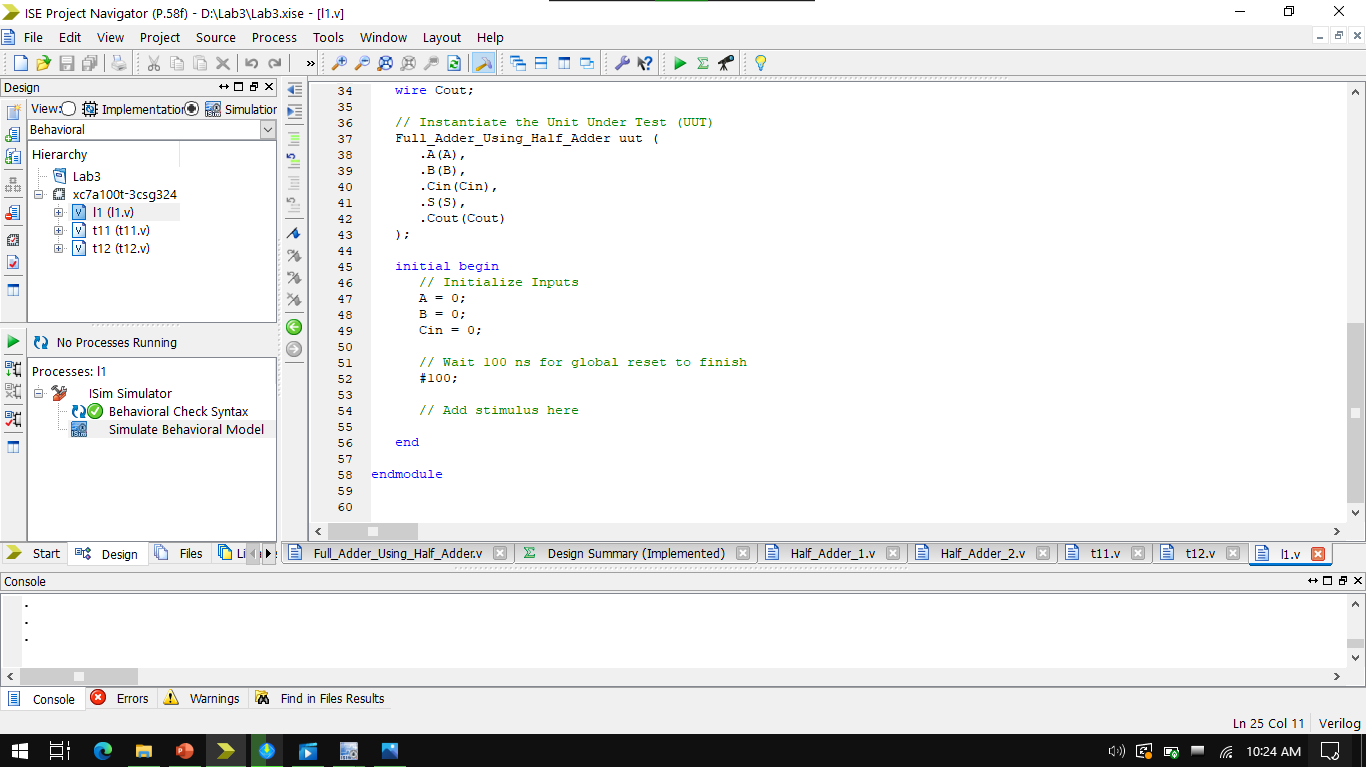 ISE Project Navigator (P.58f) - D:\Lab3\Lab3.xise - [l1.v]
File Edit View Project Source Process Tools Window Layout Help
Design
View: Implementation Simulation
Behavioral
Hierarchy
Lab3
xc7a100t-3csg324
l1 (l1.v)
t11 (t11.v)
t12 (t12.v)
No Processes Running
Processes: l1
ISim Simulator
Behavioral Check Syntax
Simulate Behavioral Model
Start Design Files Li
34 wire Cout;
35
36 // Instantiate the Unit Under Test (UUT)
37 Full_Adder_Using_Half_Adder uut (
38 .A(A),
39 .B(B),
40 .Cin(Cin),
41 .S(S),
42 .Cout(Cout)
43 );
44
45 initial begin
46 // Initialize Inputs
47 A = 0;
48 B = 0;
49 Cin = 0;
50
51 // Wait 100 ns for global reset to finish
52 #100;
53
54 // Add stimulus here
55
56 end
57
58 endmodule
59
60
Full_Adder_Using_Half_Adder.v Design Summary (Implemented) Half_Adder_1.v Half_Adder_2.v t11.v t12.v l1.v
Console
.
.
.
Console Errors Warnings Find in Files Results
Ln 25 Col 11 Verilog
10:24 AM